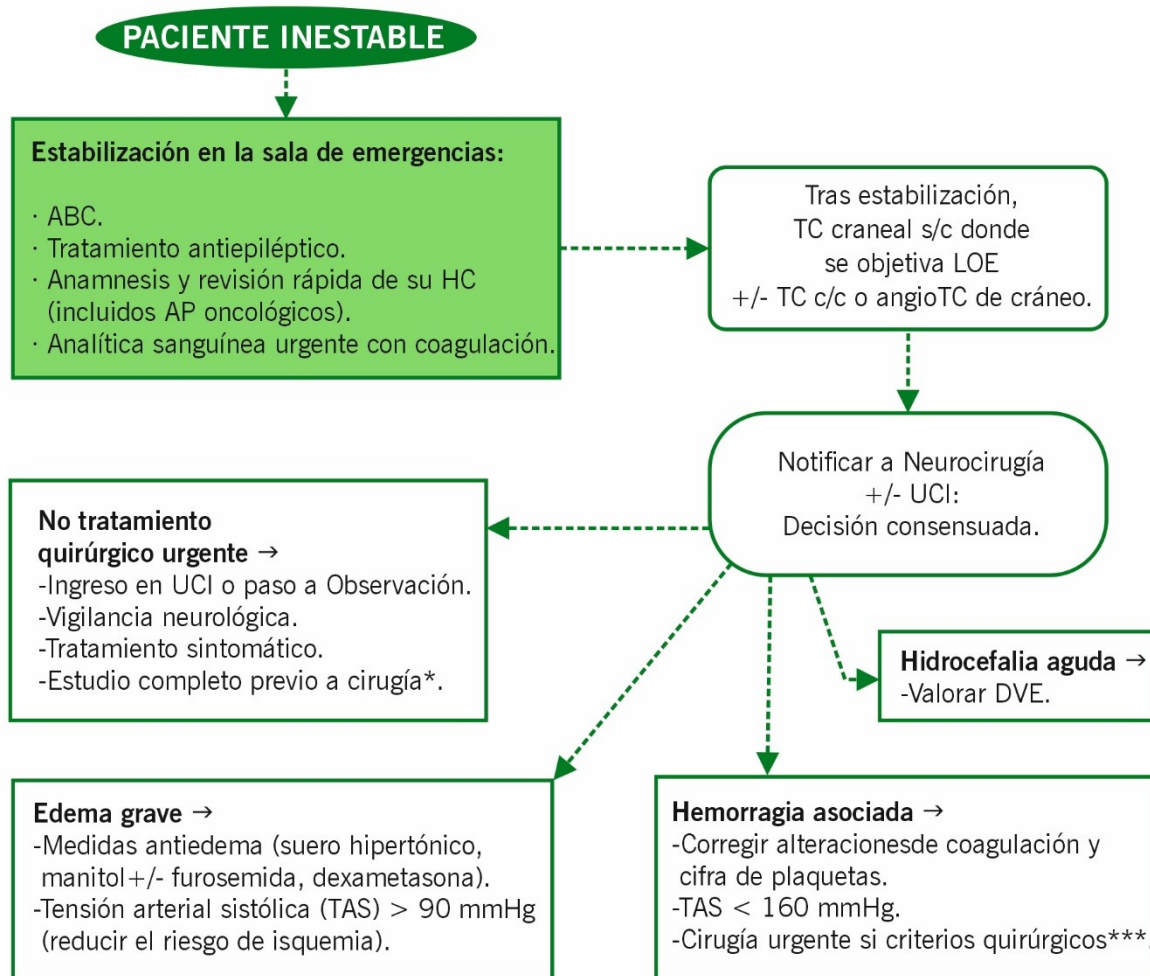 PACIENTE INESTABLE
Estabilización en la sala de emergencias:
· ABC.
· Tratamiento antiepiléptico.
· Anamnesis y revisión rápida de su HC
(incluidos AP oncológicos).
· Analítica sanguínea urgente con coagulación.
Tras estabilización,
TC craneal s/c donde
se objetiva LOE
+/- TC c/c o angioTC de cráneo.
Notificar a Neurocirugía
+/- UCI:
Decisión consensuada.
No tratamiento
quirúrgico urgente →
-Ingreso en UCI o paso a Observación.
-Vigilancia neurológica.
-Tratamiento sintomático.
-Estudio completo previo a cirugía*.
Hidrocefalia aguda →
-Valorar DVE.
Edema grave →
-Medidas antiedema (suero hipertónico,
manitol+/- furosemida, dexametasona).
-Tensión arterial sistólica (TAS) > 90 mmHg
(reducir el riesgo de isquemia).
Hemorragia asociada →
-Corregir alteracionesde coagulación y
cifra de plaquetas.
-TAS < 160 mmHg.
-Cirugía urgente si criterios quirúrgicos***.